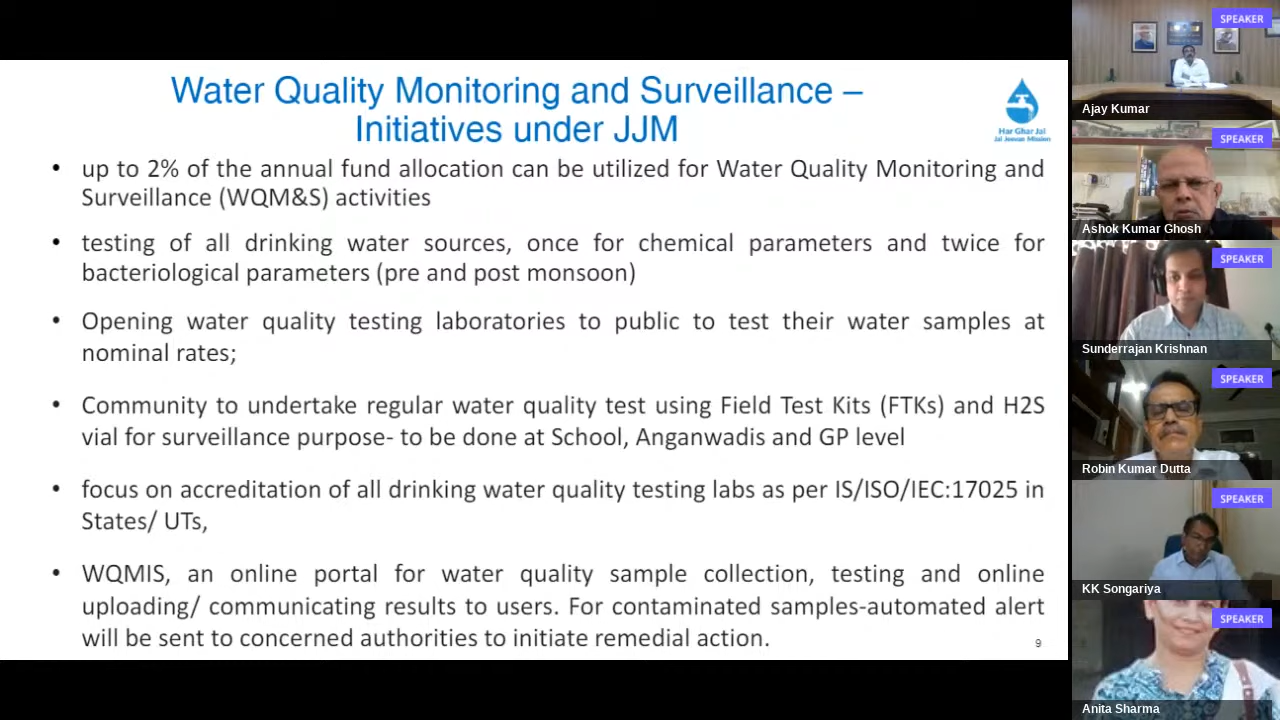 Water Quality Monitoring and Surveillance –
Initiatives under JJM
Har Ghar Jal
Jal Jeevan Mission
• up to 2% of the annual fund allocation can be utilized for Water Quality Monitoring and
Surveillance (WQM&S) activities
• testing of all drinking water sources, once for chemical parameters and twice for
bacteriological parameters (pre and post monsoon)
• Opening water quality testing laboratories to public to test their water samples at
nominal rates;
• Community to undertake regular water quality test using Field Test Kits (FTKs) and H2S
vial for surveillance purpose- to be done at School, Anganwadis and GP level
• focus on accreditation of all drinking water quality testing labs as per IS/ISO/IEC:17025 in
States/ UTs,
• WQMIS, an online portal for water quality sample collection, testing and online
uploading/ communicating results to users. For contaminated samples-automated alert
will be sent to concerned authorities to initiate remedial action.
9
SPEAKER
Ajay Kumar
SPEAKER
Ashok Kumar Ghosh
SPEAKER
Sunderrajan Krishnan
SPEAKER
Robin Kumar Dutta
SPEAKER
KK Songariya
SPEAKER
Anita Sharma